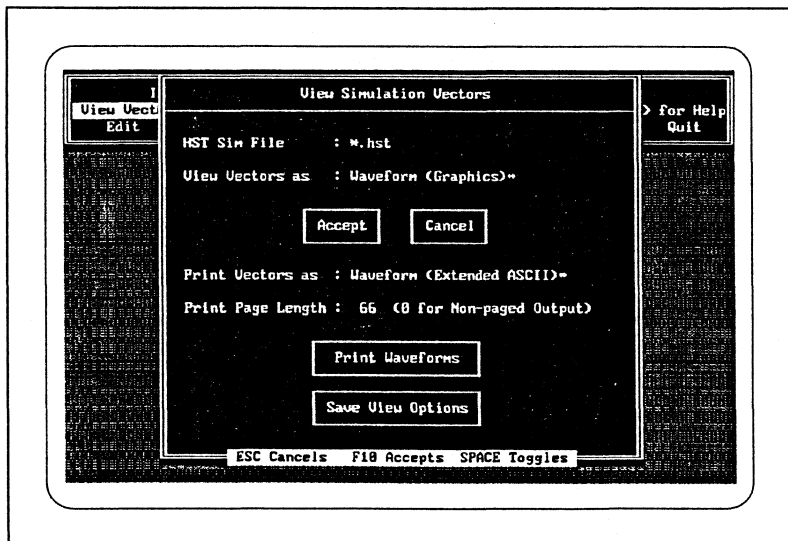 View Simulation Vectors
View Vect
> for Help
Edit
Quit
HST Sim File : *.hst
View Vectors as : Waveform (Graphics)↔
Accept Cancel
Print Vectors as : Waveform (Extended ASCII)↔
Print Page Length : 66 (0 for Non-paged Output)
Print Waveforms
Save View Options
ESC Cancels F10 Accepts SPACE Toggles